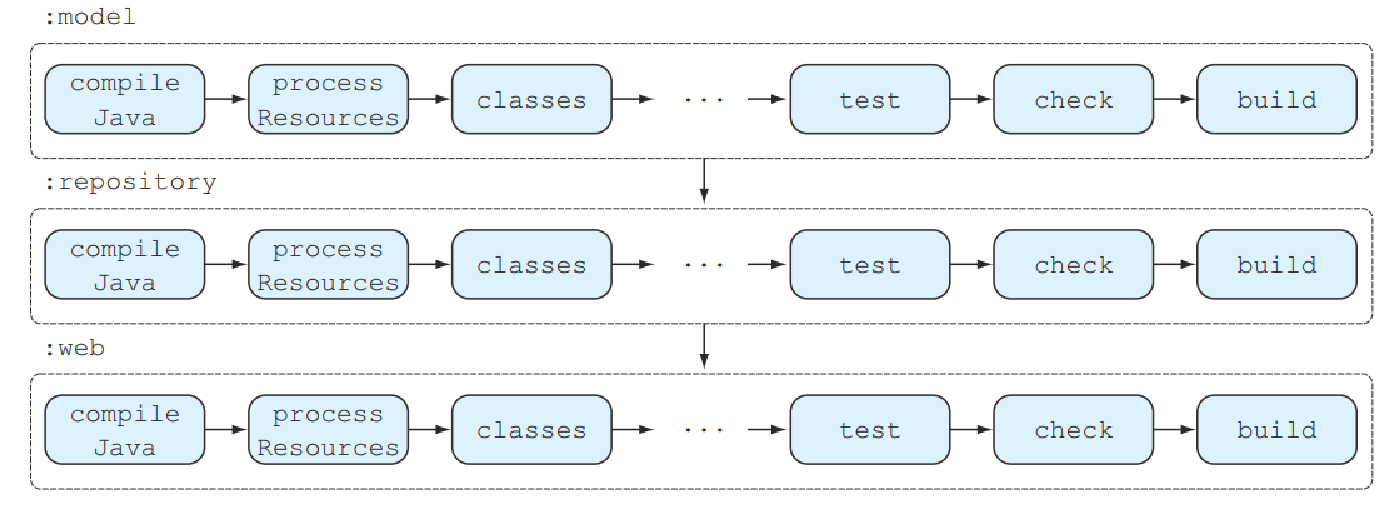 :model
compile
Java
process
Resources
classes
...
test
check
build
:repository
compile
Java
process
Resources
classes
...
test
check
build
:web
compile
Java
process
Resources
classes
...
test
check
build